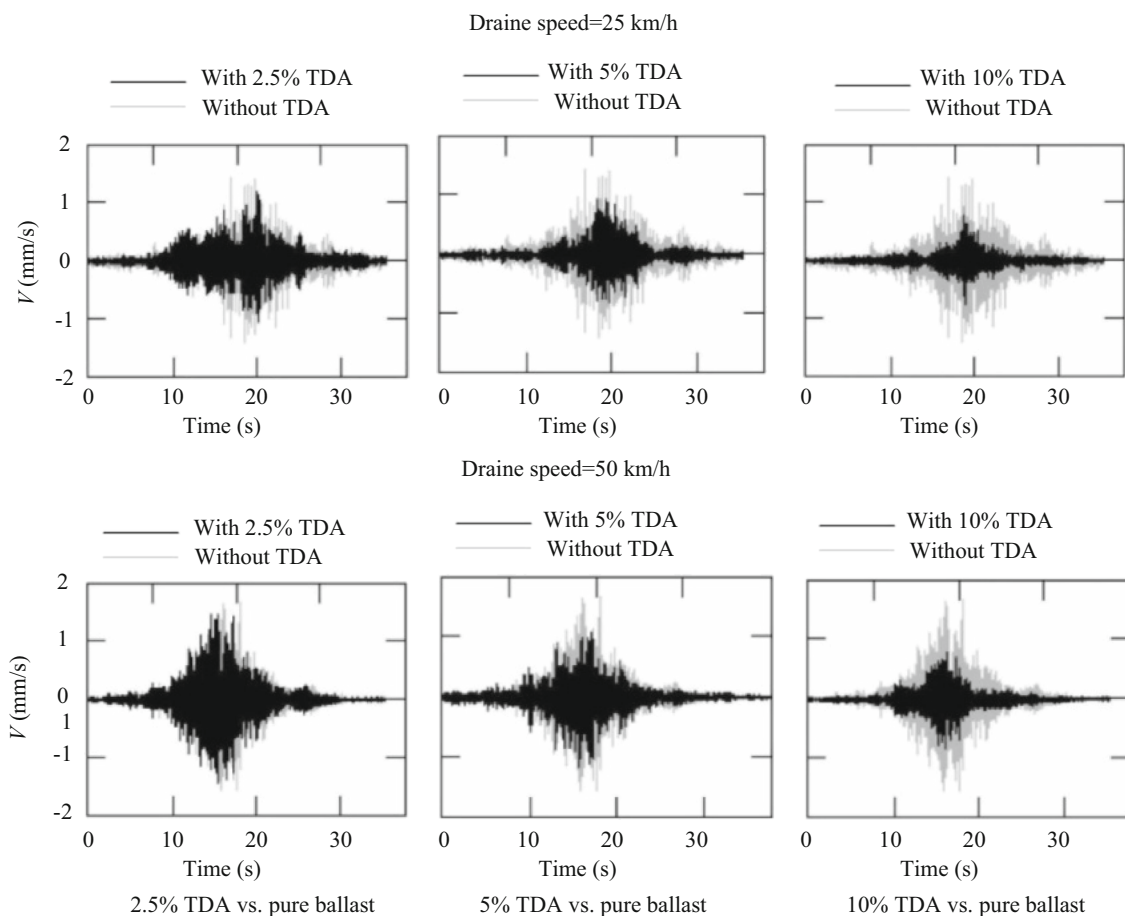 Draine speed=25 km/h
With 2.5% TDA
Without TDA
With 5% TDA
Without TDA
With 10% TDA
Without TDA
2
1
0
-1
-2
V (mm/s)
0 10 20 30
Time (s)
0 10 20 30
Time (s)
0 10 20 30
Time (s)
Draine speed=50 km/h
With 2.5% TDA
Without TDA
With 5% TDA
Without TDA
With 10% TDA
Without TDA
2
1
0
1
-1
-2
V (mm/s)
0 10 20 30
Time (s)
0 10 20 30
Time (s)
0 10 20 30
Time (s)
2.5% TDA vs. pure ballast
5% TDA vs. pure ballast
10% TDA vs. pure ballast